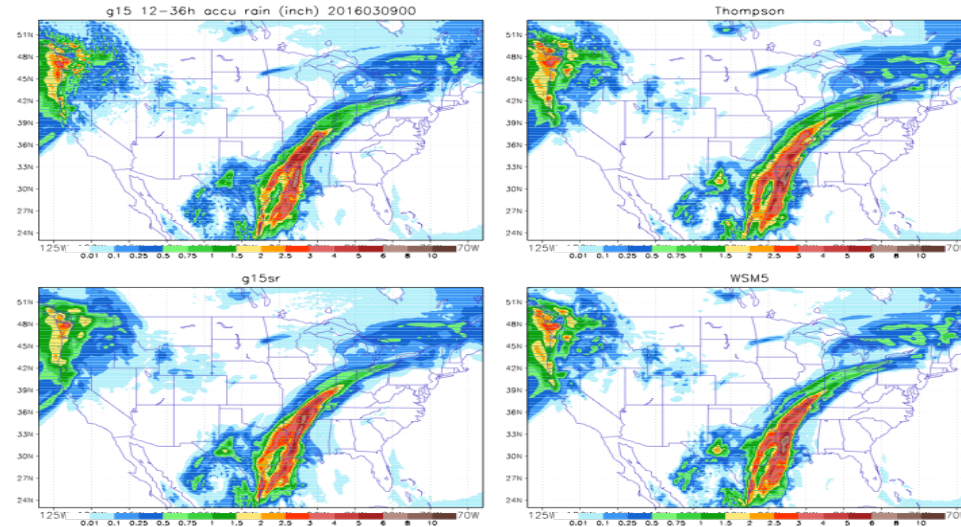 g15 12-36h accu rain (inch) 2016030900
Thompson
51N
48N
45N
42N
39N
36N
33N
30N
27N
24N
125W
70W
0.01 0.1 0.25 0.5 0.75 1 1.5 2 2.5 3 4 5 6 8 10
51N
48N
45N
42N
39N
36N
33N
30N
27N
24N
125W
70W
0.01 0.1 0.25 0.5 0.75 1 1.5 2 2.5 3 4 5 6 8 10
g15sr
WSM5
51N
48N
45N
42N
39N
36N
33N
30N
27N
24N
125W
70W
0.01 0.1 0.25 0.5 0.75 1 1.5 2 2.5 3 4 5 6 8 10
51N
48N
45N
42N
39N
36N
33N
30N
27N
24N
125W
70W
0.01 0.1 0.25 0.5 0.75 1 1.5 2 2.5 3 4 5 6 8 10